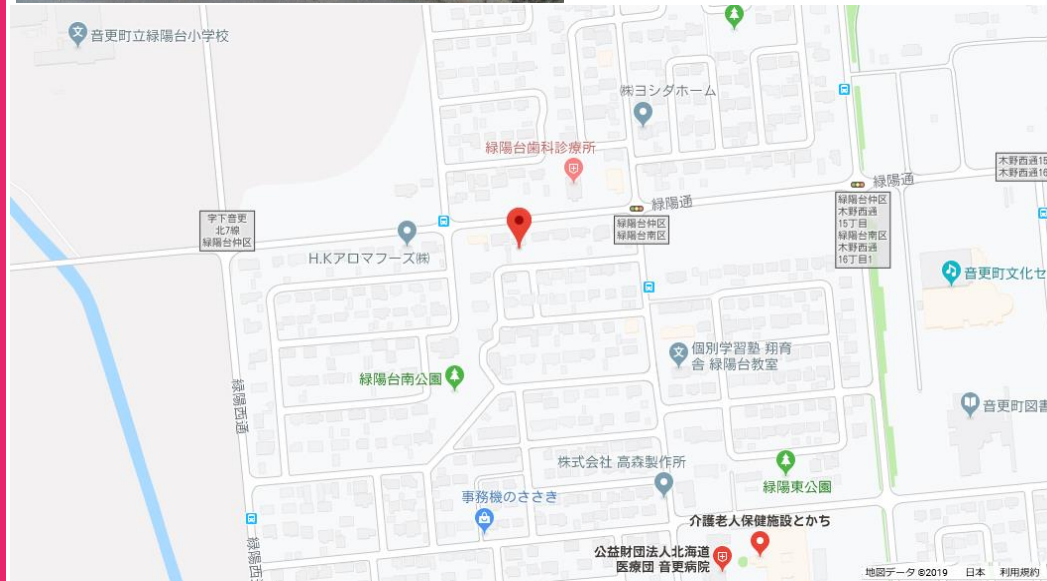 音更町立緑陽台小学校
㈱ヨシダホーム
緑陽台歯科診療所
木野西通15
木野西通16
緑陽通
緑陽通
字下音更
北7線
緑陽台仲区
緑陽台仲区
緑陽台南区
緑陽台仲区
木野西通
15丁目
緑陽台南区
木野西通
16丁目1
H.Kアロマフーズ㈱
音更町文化セ
個別学習塾 翔育
舎 緑陽台教室
緑陽台南公園
緑陽西通
音更町図書
株式会社 高森製作所
緑陽東公園
事務機のささき
介護老人保健施設とかち
公益財団法人北海道
医療団 音更病院
緑陽西
地図データ ©2019 日本 利用規約